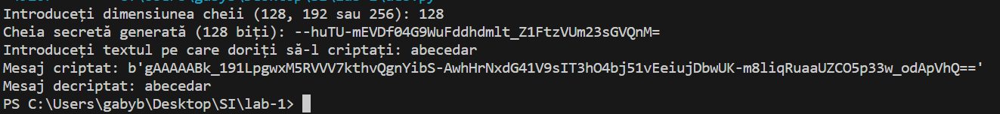 Introduceți dimensiunea cheii (128, 192 sau 256): 128
Cheia secretă generată (128 biți): --huTU-mEVDf04G9WuFddhdmlt_Z1FtzVUm23sGVQnM=
Introduceți textul pe care doriți să-l criptați: abecedar
Mesaj criptat: b'gAAAAABk_191LpgwxM5RVVV7kthvQgnYibS-AwhHrNxdG41V9sIT3hO4bj51vEeiujDbwUK-m8liqRuaaUZCO5p33w_odApVhQ=='
Mesaj decriptat: abecedar
PS C:\Users\gabyb\Desktop\SI\lab-1>